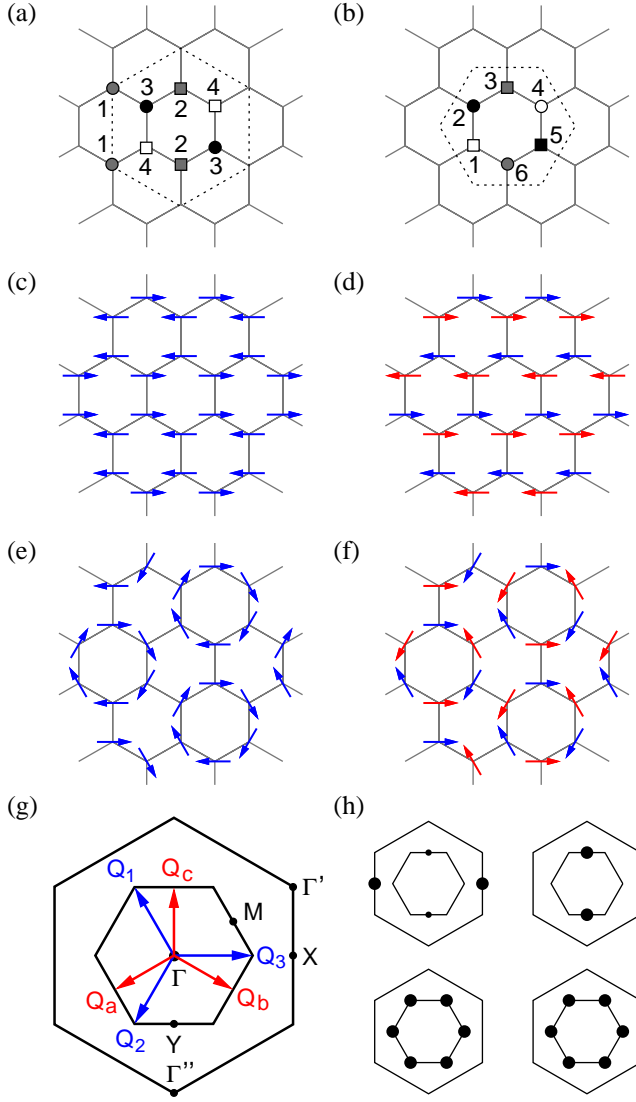 (a)
(b)
3 4
1 2
1 2
4 3
3 4
2
5
1 6
(c)
(d)
(e)
(f)
(g)
(h)
Q1 Qc Γ'
M
Γ Q3 X
Qa Qb
Q2 Y
Γ''